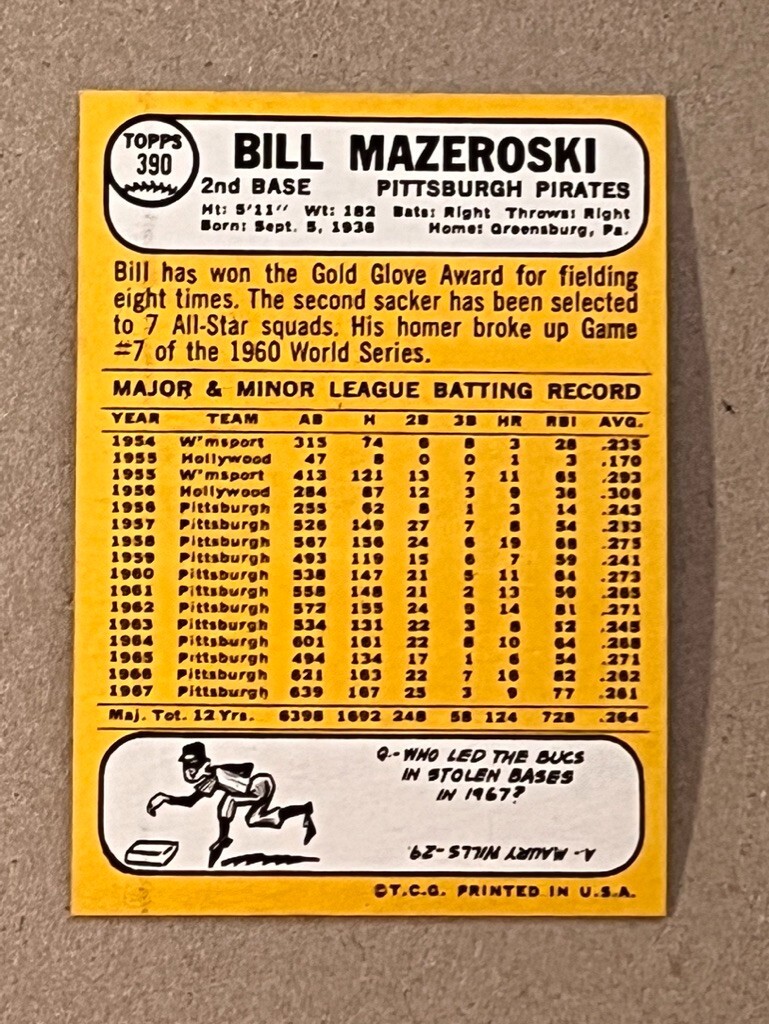 TOPPS
390
BILL MAZEROSKI
2nd BASE PITTSBURGH PIRATES
Ht: 5'11" Wt: 182 Bats: Right Throws: Right
Born: Sept. 5, 1936 Home: Greensburg, Pa.
Bill has won the Gold Glove Award for fielding
eight times. The second sacker has been selected
to 7 All-Star squads. His homer broke up Game
#7 of the 1960 World Series.
MAJOR & MINOR LEAGUE BATTING RECORD
YEAR TEAM AB H 2B 3B HR RBI AVG.
1954 W'msport 315 74 6 8 3 28 .235
1955 Hollywood 47 8 0 0 1 3 .170
1955 W'msport 413 121 13 7 11 65 .293
1956 Hollywood 284 87 12 3 9 36 .306
1956 Pittsburgh 255 62 8 1 3 14 .243
1957 Pittsburgh 526 149 27 7 8 54 .283
1958 Pittsburgh 567 156 24 6 19 68 .275
1959 Pittsburgh 493 119 15 6 7 59 .241
1960 Pittsburgh 538 147 21 5 11 64 .273
1961 Pittsburgh 558 148 21 2 13 59 .265
1962 Pittsburgh 572 155 24 9 14 81 .271
1963 Pittsburgh 534 131 22 3 8 52 .245
1964 Pittsburgh 601 161 22 8 10 64 .268
1965 Pittsburgh 494 134 17 1 6 54 .271
1966 Pittsburgh 621 163 22 7 16 82 .262
1967 Pittsburgh 639 167 25 3 9 77 .261
Maj. Tot. 12 Yrs. 6398 1692 248 58 124 728 .264
Q.-WHO LED THE BUCS
IN STOLEN BASES
IN 1967?
A.-MAURY WILLS-29.
©T.C.G. PRINTED IN U.S.A.